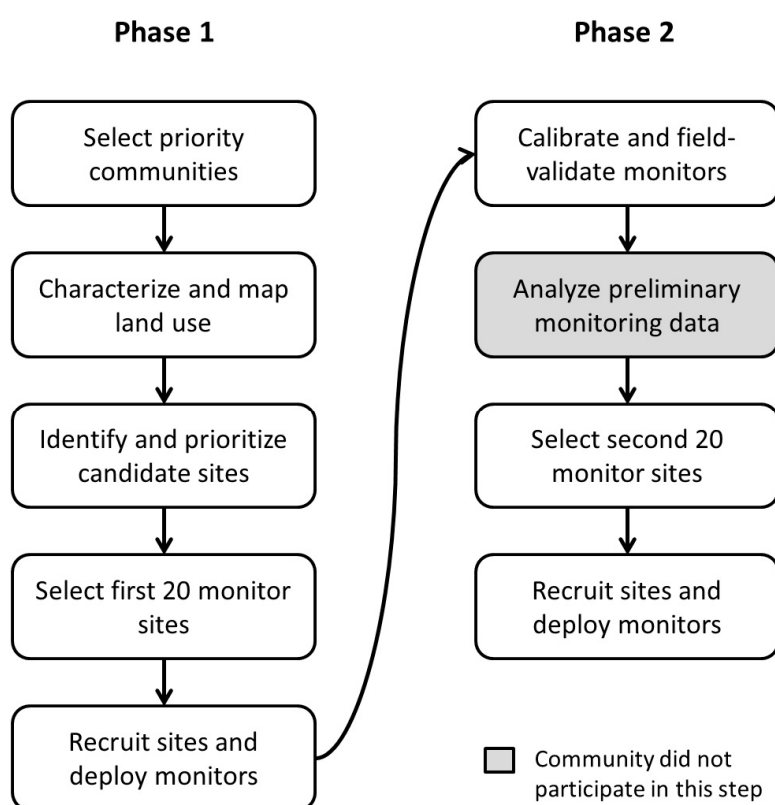 Phase 1
Select priority
communities
Characterize and map
land use
Identify and prioritize
candidate sites
Select first 20 monitor
sites
Recruit sites and
deploy monitors
Phase 2
Calibrate and field-
validate monitors
Analyze preliminary
monitoring data
Select second 20
monitor sites
Recruit sites and
deploy monitors
Community did not
participate in this step